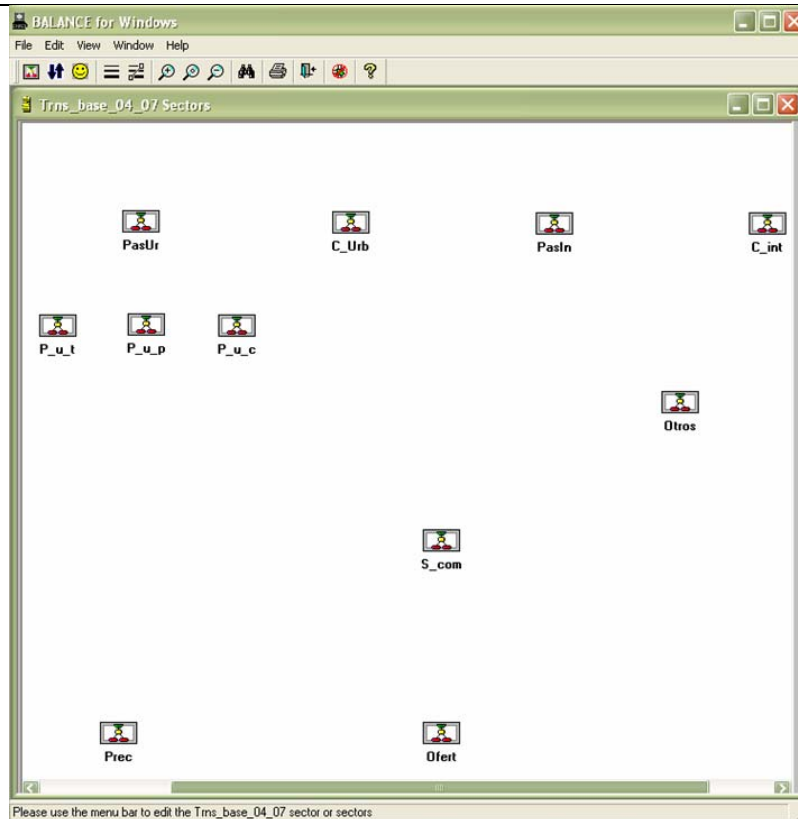 BALANCE for Windows
File Edit View Window Help
Trns_base_04_07 Sectors
PasUr C_Urb PasIn C_int
P_u_t P_u_p P_u_c
Otros
S_com
Prec Ofert
Please use the menu bar to edit the Trns_base_04_07 sector or sectors